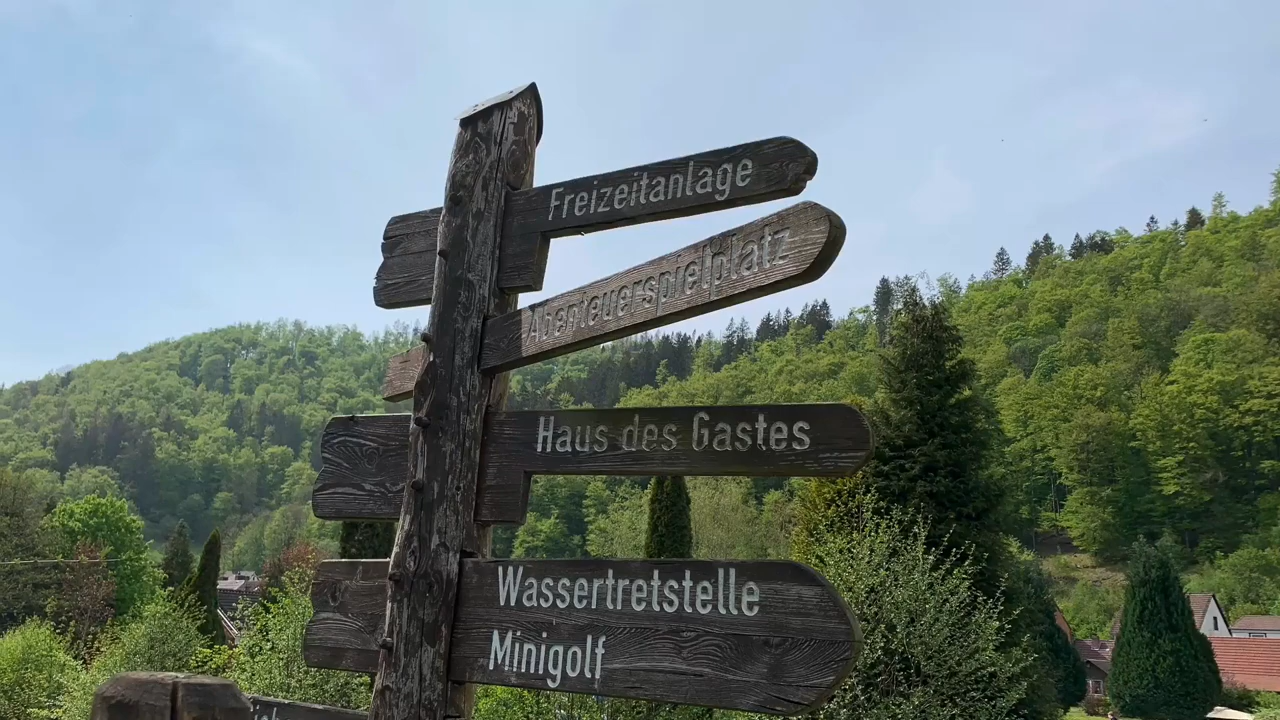 Freizeitanlage
Abenteuerspielplatz
Haus des Gastes
Wassertretstelle
Minigolf